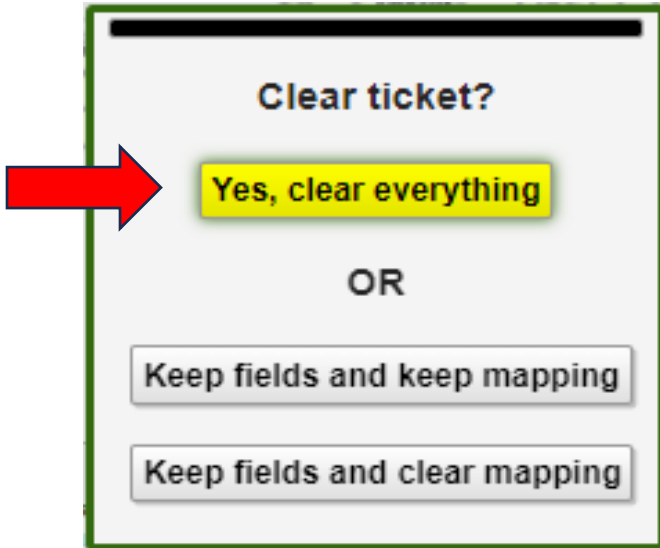 Clear ticket?
Yes, clear everything
OR
Keep fields and keep mapping
Keep fields and clear mapping